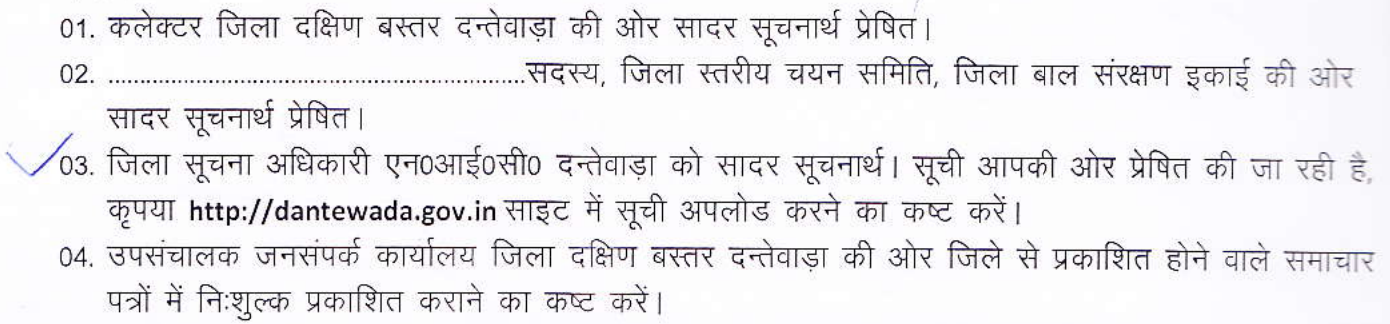 01. कलेक्टर जिला दक्षिण बस्तर दन्तेवाड़ा की ओर सादर सूचनार्थ प्रेषित।
02. ..................................................................सदस्य, जिला स्तरीय चयन समिति, जिला बाल संरक्षण इकाई की ओर
सादर सूचनार्थ प्रेषित।
03. जिला सूचना अधिकारी एन0आई0सी0 दन्तेवाड़ा को सादर सूचनार्थ। सूची आपकी ओर प्रेषित की जा रही है,
कृपया http://dantewada.gov.in साइट में सूची अपलोड करने का कष्ट करें।
04. उपसंचालक जनसंपर्क कार्यालय जिला दक्षिण बस्तर दन्तेवाड़ा की ओर जिले से प्रकाशित होने वाले समाचार
पत्रों में निःशुल्क प्रकाशित कराने का कष्ट करें।